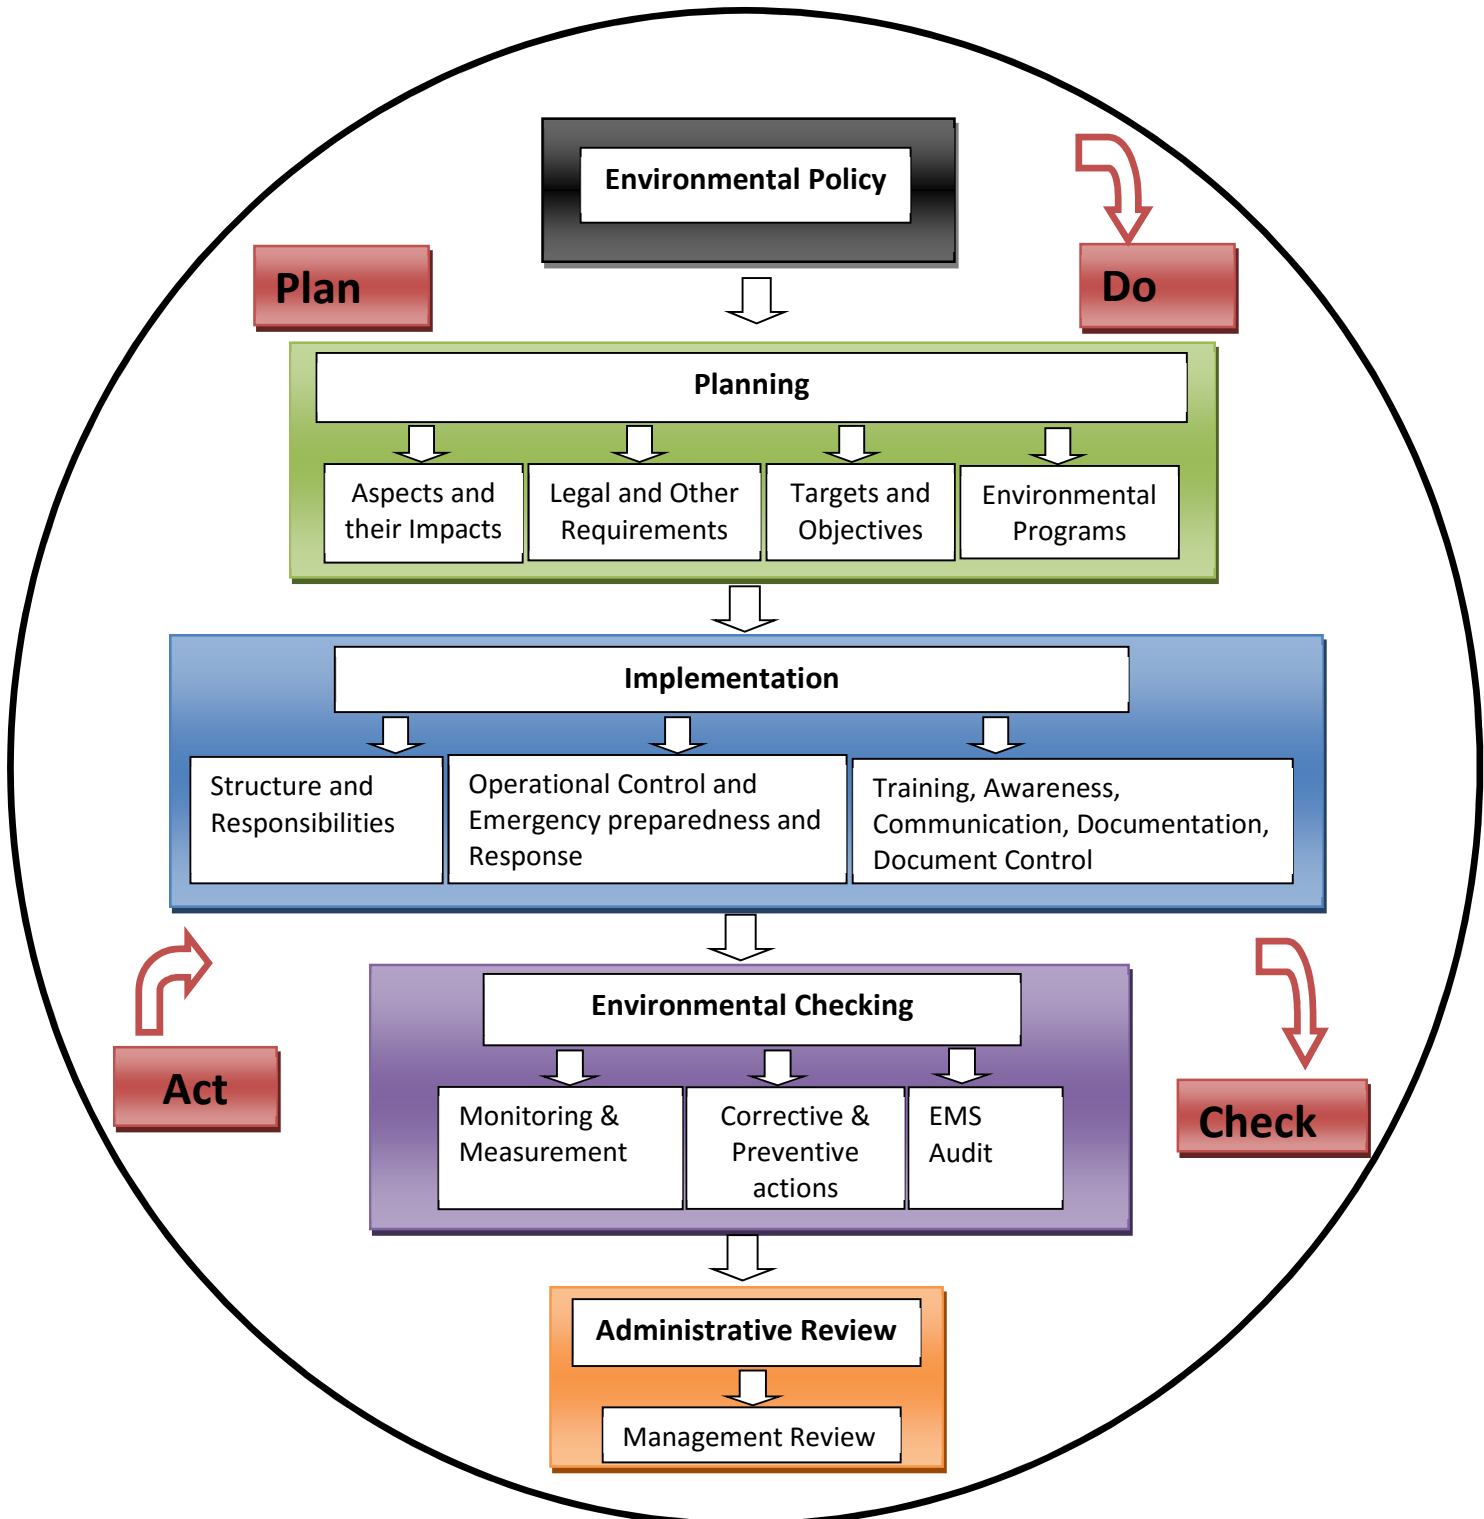 Environmental Policy
Plan
Do
Planning
Aspects and
their Impacts
Legal and Other
Requirements
Targets and
Objectives
Environmental
Programs
Implementation
Structure and
Responsibilities
Operational Control and
Emergency preparedness and
Response
Training, Awareness,
Communication, Documentation,
Document Control
Environmental Checking
Act
Check
Monitoring &
Measurement
Corrective &
Preventive
actions
EMS
Audit
Administrative Review
Management Review